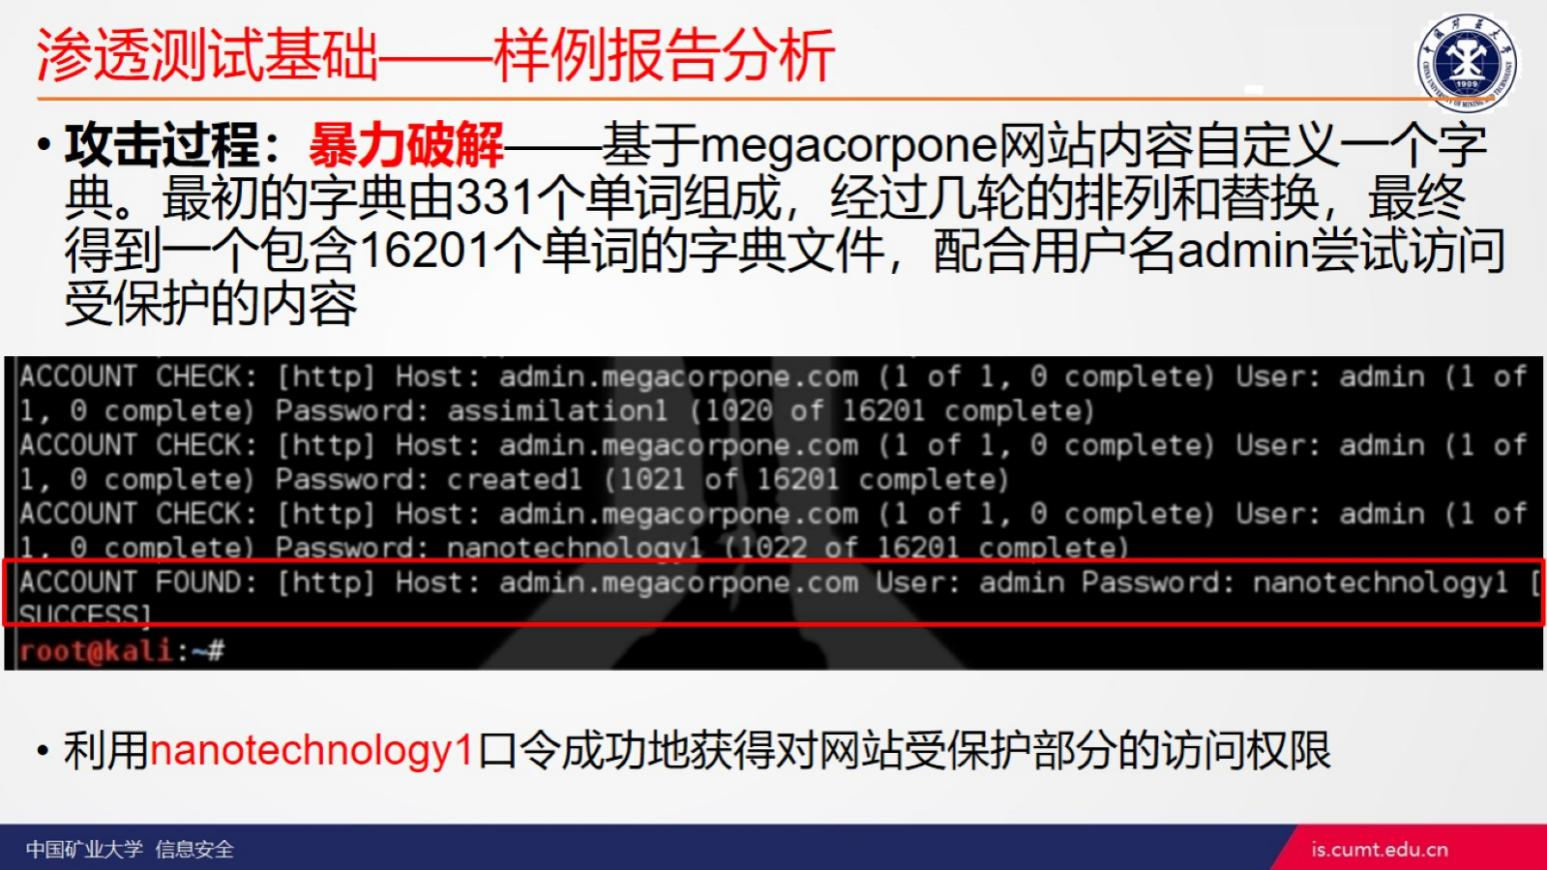 渗透测试基础——样例报告分析
• 攻击过程：暴力破解——基于megacorpone网站内容自定义一个字
典。最初的字典由331个单词组成，经过几轮的排列和替换，最终
得到一个包含16201个单词的字典文件，配合用户名admin尝试访问
受保护的内容
ACCOUNT CHECK: [http] Host: admin.megacorpone.com (1 of 1, 0 complete) User: admin (1 of
1, 0 complete) Password: assimilation1 (1020 of 16201 complete)
ACCOUNT CHECK: [http] Host: admin.megacorpone.com (1 of 1, 0 complete) User: admin (1 of
1, 0 complete) Password: created1 (1021 of 16201 complete)
ACCOUNT CHECK: [http] Host: admin.megacorpone.com (1 of 1, 0 complete) User: admin (1 of
1, 0 complete) Password: nanotechnology1 (1022 of 16201 complete)
ACCOUNT FOUND: [http] Host: admin.megacorpone.com User: admin Password: nanotechnology1 [
SUCCESS]
root@kali:~#
• 利用nanotechnology1口令成功地获得对网站受保护部分的访问权限
中国矿业大学 信息安全
is.cumt.edu.cn
1909